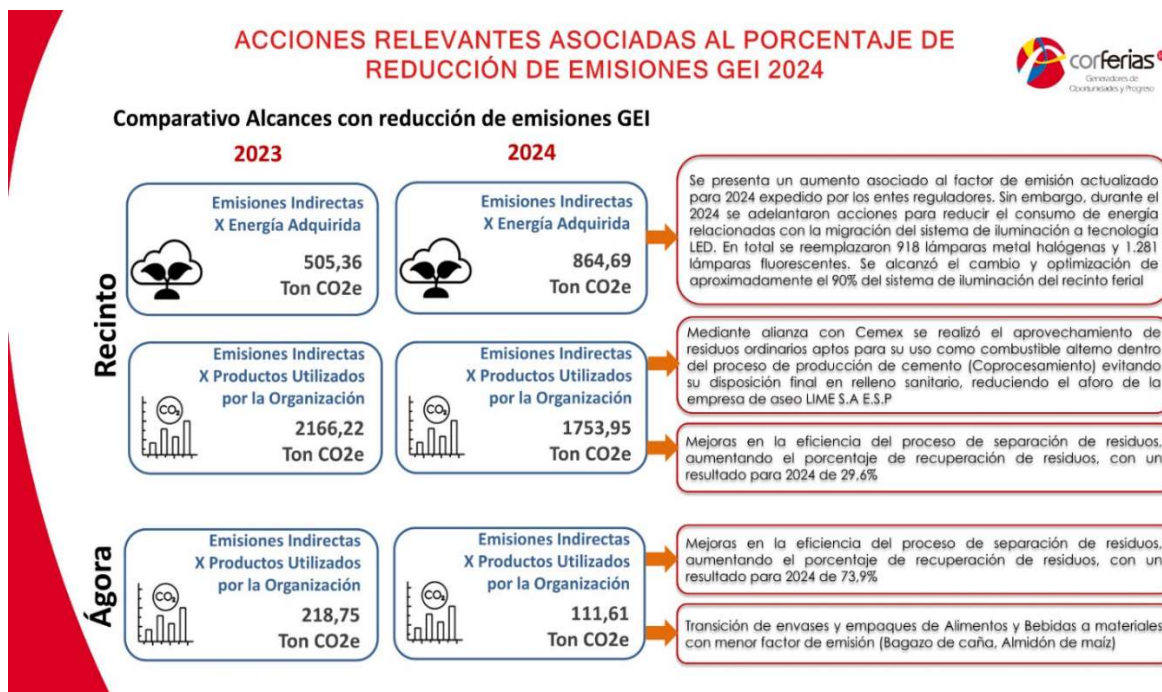 ACCIONES RELEVANTES ASOCIADAS AL PORCENTAJE DE
REDUCCIÓN DE EMISIONES GEI 2024
corferias
Generadores de
Oportunidades y Progreso
Comparativo Alcances con reducción de emisiones GEI
2023
2024
Recinto
Emisiones Indirectas
X Energía Adquirida
505,36
Ton CO2e
Emisiones Indirectas
X Energía Adquirida
864,69
Ton CO2e
Se presenta un aumento asociado al factor de emisión actualizado
para 2024 expedido por los entes reguladores. Sin embargo, durante el
2024 se adelantaron acciones para reducir el consumo de energía
relacionadas con la migración del sistema de iluminación a tecnología
LED. En total se reemplazaron 918 lámparas metal halógenas y 1.281
lámparas fluorescentes. Se alcanzó el cambio y optimización de
aproximadamente el 90% del sistema de iluminación del recinto ferial
CO₂
Emisiones Indirectas
X Productos Utilizados
por la Organización
2166,22
Ton CO2e
CO₂
Emisiones Indirectas
X Productos Utilizados
por la Organización
1753,95
Ton CO2e
Mediante alianza con Cemex se realizó el aprovechamiento de
residuos ordinarios aptos para su uso como combustible alterno dentro
del proceso de producción de cemento (Coprocesamiento) evitando
su disposición final en relleno sanitario, reduciendo el aforo de la
empresa de aseo LIME S.A E.S.P
Mejoras en la eficiencia del proceso de separación de residuos,
aumentando el porcentaje de recuperación de residuos, con un
resultado para 2024 de 29,6%
Ágora
CO₂
Emisiones Indirectas
X Productos Utilizados
por la Organización
218,75
Ton CO2e
CO₂
Emisiones Indirectas
X Productos Utilizados
por la Organización
111,61
Ton CO2e
Mejoras en la eficiencia del proceso de separación de residuos,
aumentando el porcentaje de recuperación de residuos, con un
resultado para 2024 de 73,9%
Transición de envases y empaques de Alimentos y Bebidas a materiales
con menor factor de emisión (Bagazo de caña, Almidón de maíz)